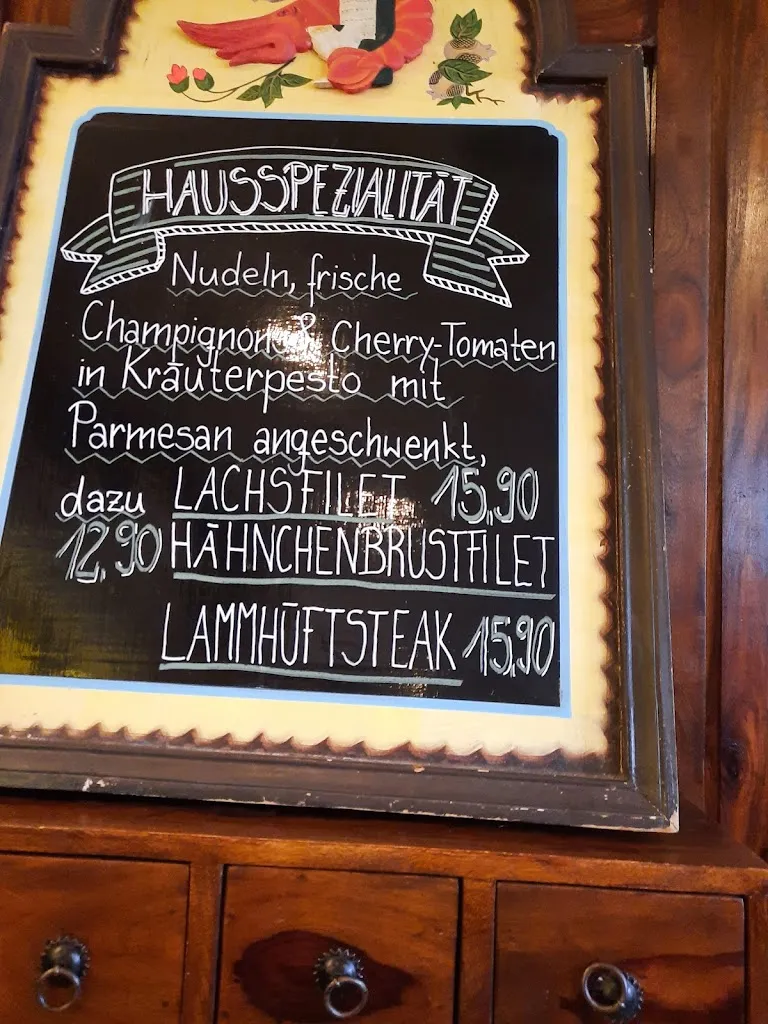 HAUSSPEZIALITÄT
Nudeln, frische
Champignon & Cherry-Tomaten
in Kräuterpesto mit
Parmesan angeschwenkt,
dazu LACHSFILET 15,90
12,90 HÄHNCHENBRUSTFILET
LAMMHÜFTSTEAK 15,90